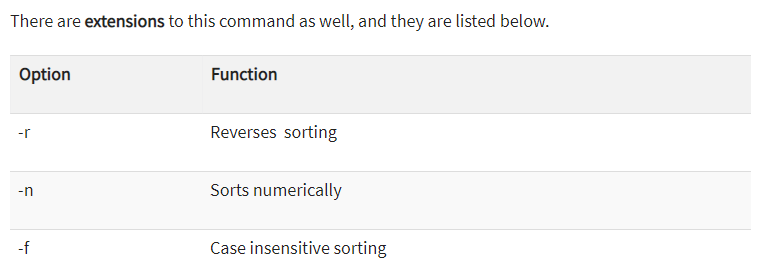 There are extensions to this command as well, and they are listed below.
Option Function
-r Reverses sorting
-n Sorts numerically
-f Case insensitive sorting